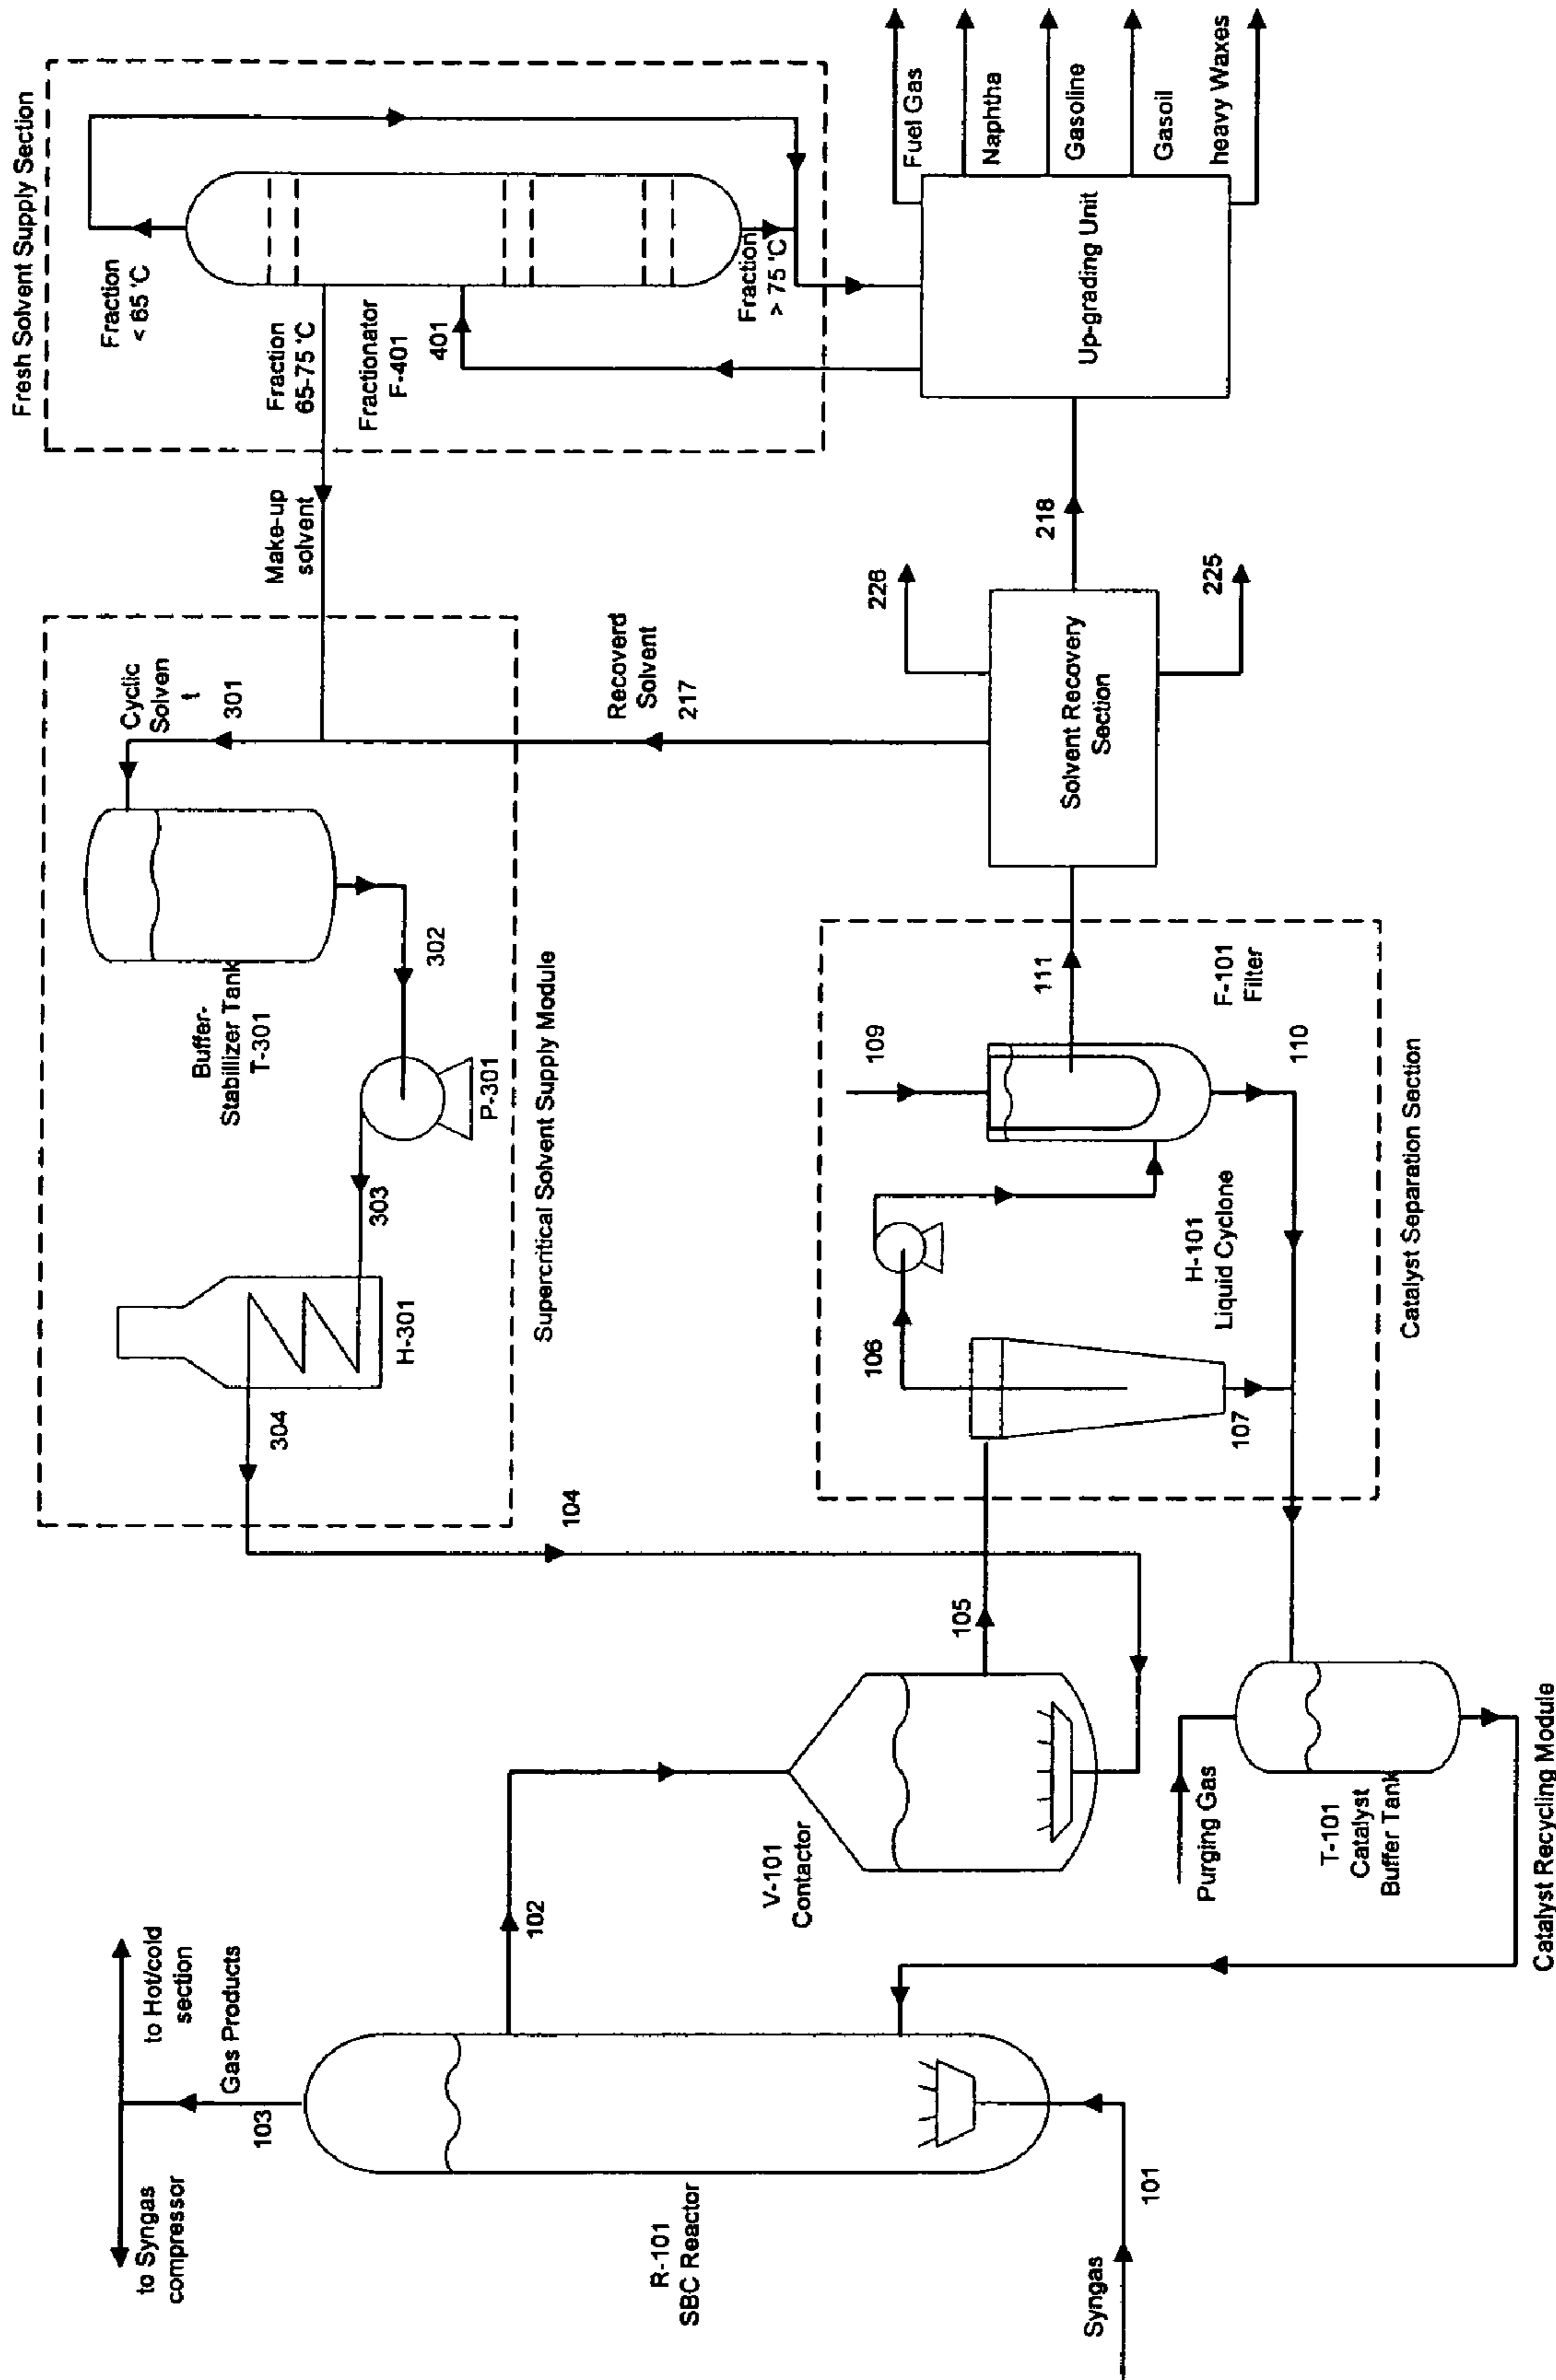 Syngas
101
R-101
SBC Reactor
to Syngas
compressor
103
Gas Products
to Hot/cold
section
102
V-101
Contactor
105
104
Purging Gas
T-101
Catalyst
Buffer Tank
Catalyst Recycling Module
304
H-301
303
P-301
302
Buffer-
Stabillizer Tank
T-301
Cyclic
Solven
t
301
Supercritical Solvent Supply Module
106
107
H-101
Liquid Cyclone
109
110
111
F-101
Filter
Catalyst Separation Section
Solvent Recovery
Section
Recoverd
Solvent
217
226
225
218
Make-up
solvent
Fresh Solvent Supply Section
Fraction
< 65 'C
Fraction
65-75 'C
Fractionator
F-401
401
Fraction
> 75 'C
Up-grading Unit
Fuel Gas
Naphtha
Gasoline
Gasoil
heavy Waxes